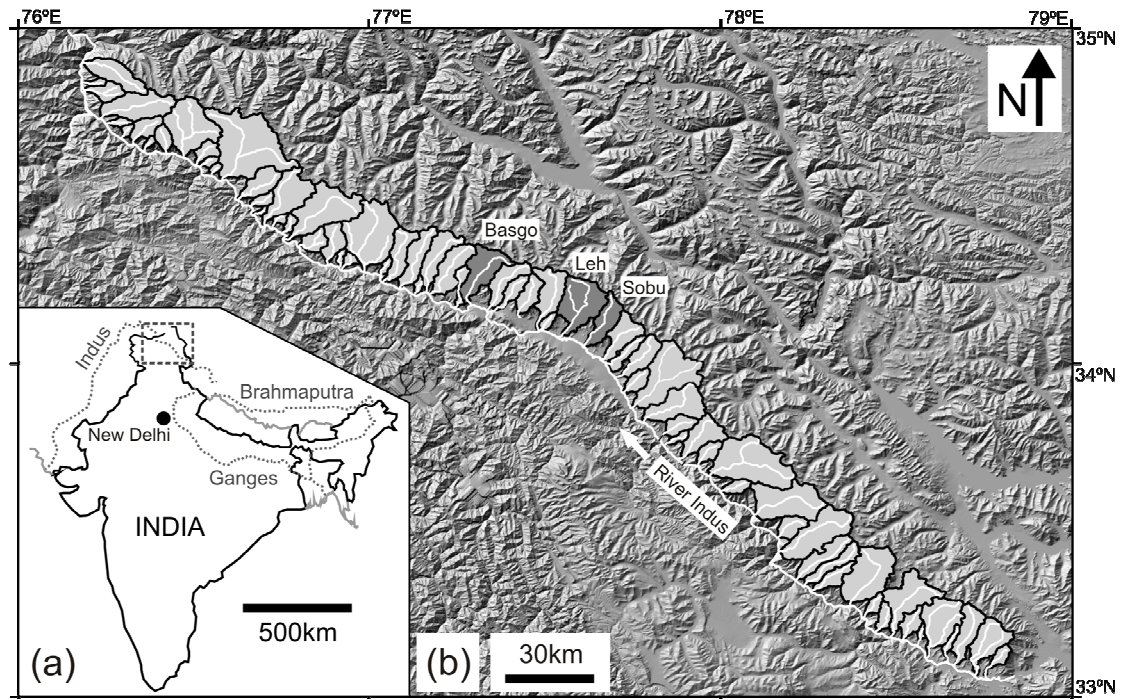 76ºE
77ºE
78ºE
79ºE
35ºN
N
Basgo
Leh
Sobu
Indus
34ºN
Brahmaputra
New Delhi
Ganges
River Indus
INDIA
500km
(a)
(b)
30km
33ºN